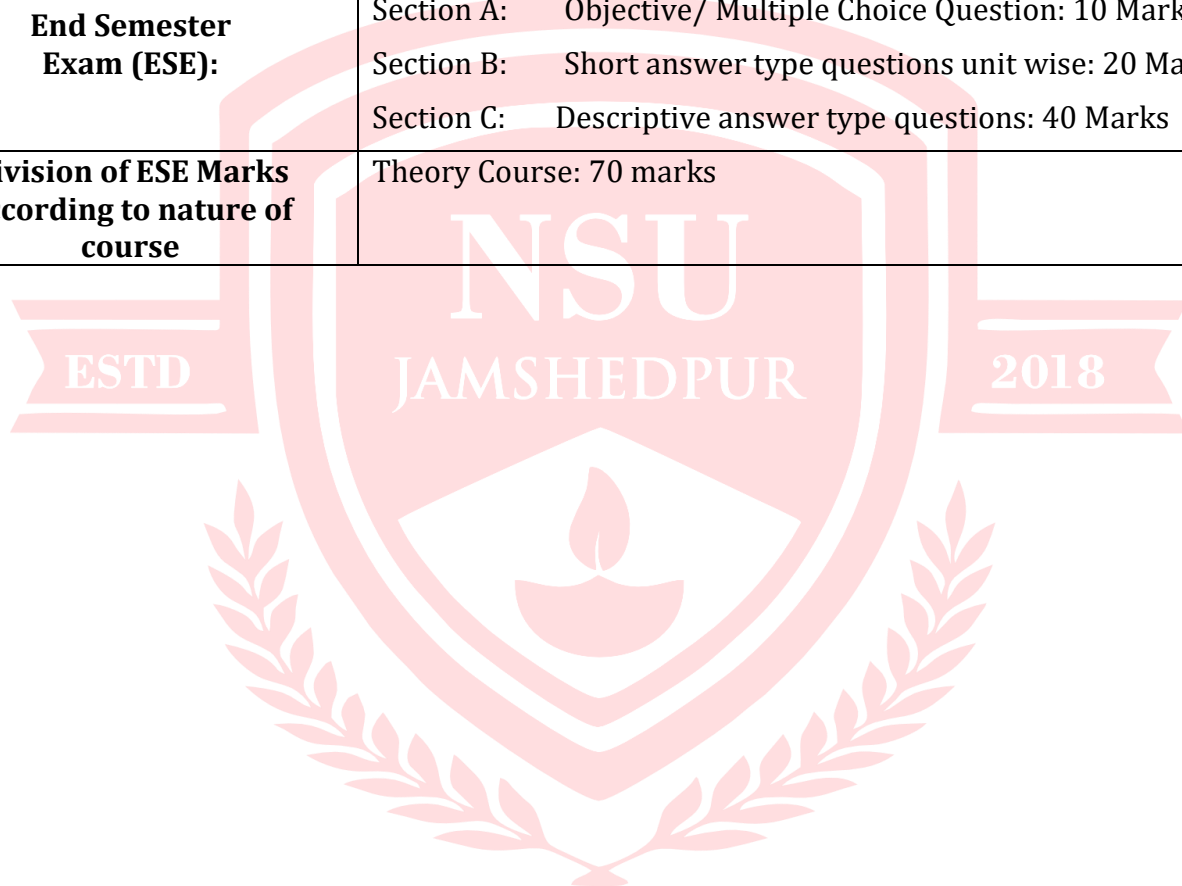 End Semester
Exam (ESE):
Section A: Objective/ Multiple Choice Question: 10 Mark
Section B: Short answer type questions unit wise: 20 Ma
Section C: Descriptive answer type questions: 40 Marks
ivision of ESE Marks
ccording to nature of
course
Theory Course: 70 marks
NSU
JAMSHEDPUR
ESTD
2018